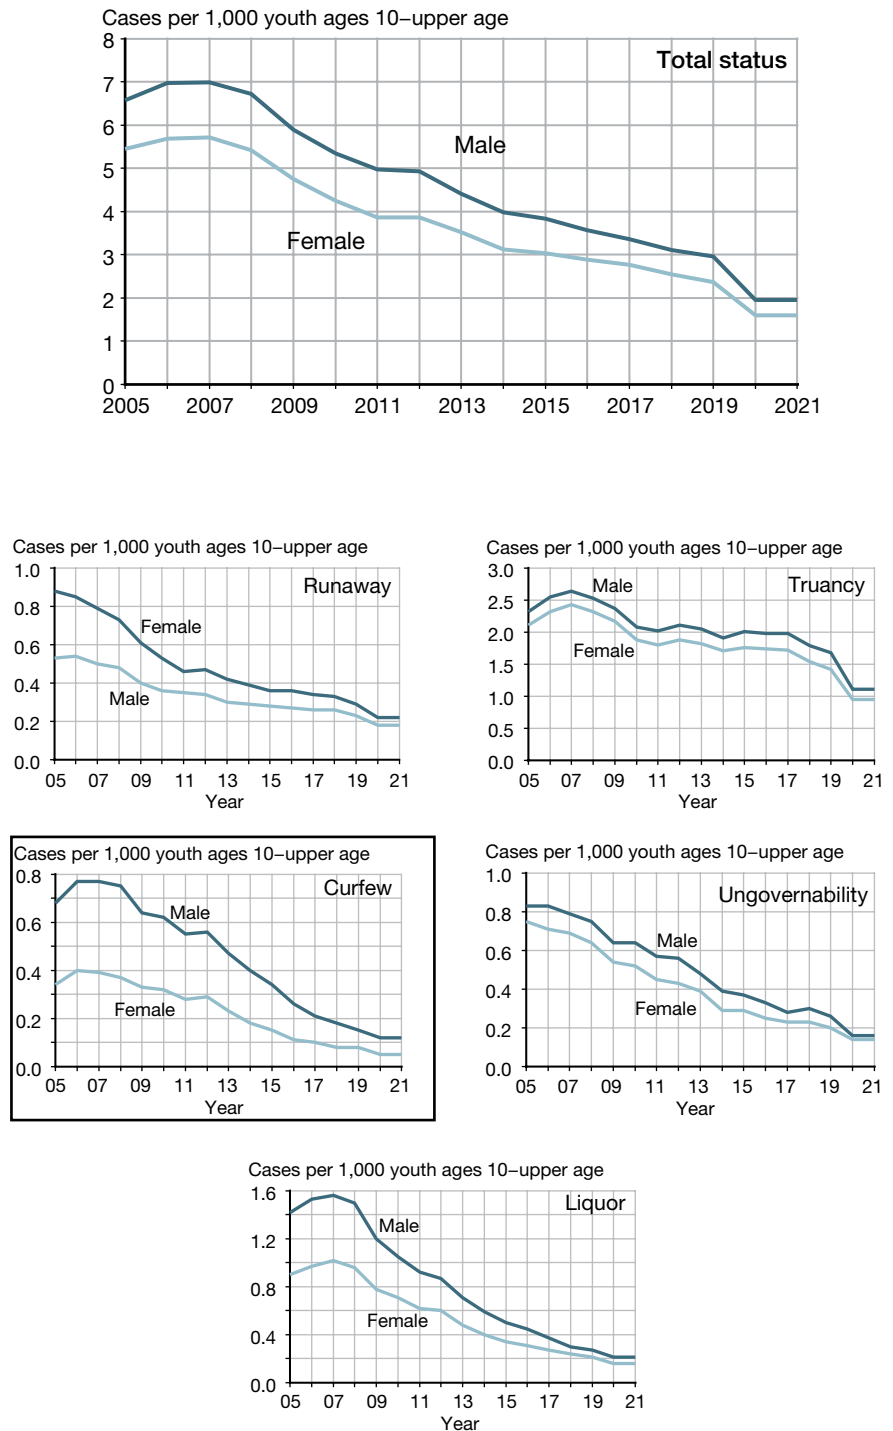 Cases per 1,000 youth ages 10−upper age
8
Total status
7
6
Male
5
4
Female
3
2
1
0
2005 2007 2009 2011 2013 2015 2017 2019 2021
Cases per 1,000 youth ages 10−upper age
1.0
Runaway
0.8
Female
0.6
0.4
Male
0.2
0.0
05 07 09 11 13 15 17 19 21
Year
Cases per 1,000 youth ages 10−upper age
3.0
Male
Truancy
2.5
2.0
Female
1.5
1.0
0.5
0.0
05 07 09 11 13 15 17 19 21
Year
Cases per 1,000 youth ages 10−upper age
0.8
Curfew
Male
0.6
0.4
Female
0.2
0.0
05 07 09 11 13 15 17 19 21
Year
Cases per 1,000 youth ages 10−upper age
1.0
Ungovernability
0.8
Male
0.6
0.4
Female
0.2
0.0
05 07 09 11 13 15 17 19 21
Year
Cases per 1,000 youth ages 10−upper age
1.6
Liquor
Male
1.2
0.8
Female
0.4
0.0
05 07 09 11 13 15 17 19 21
Year